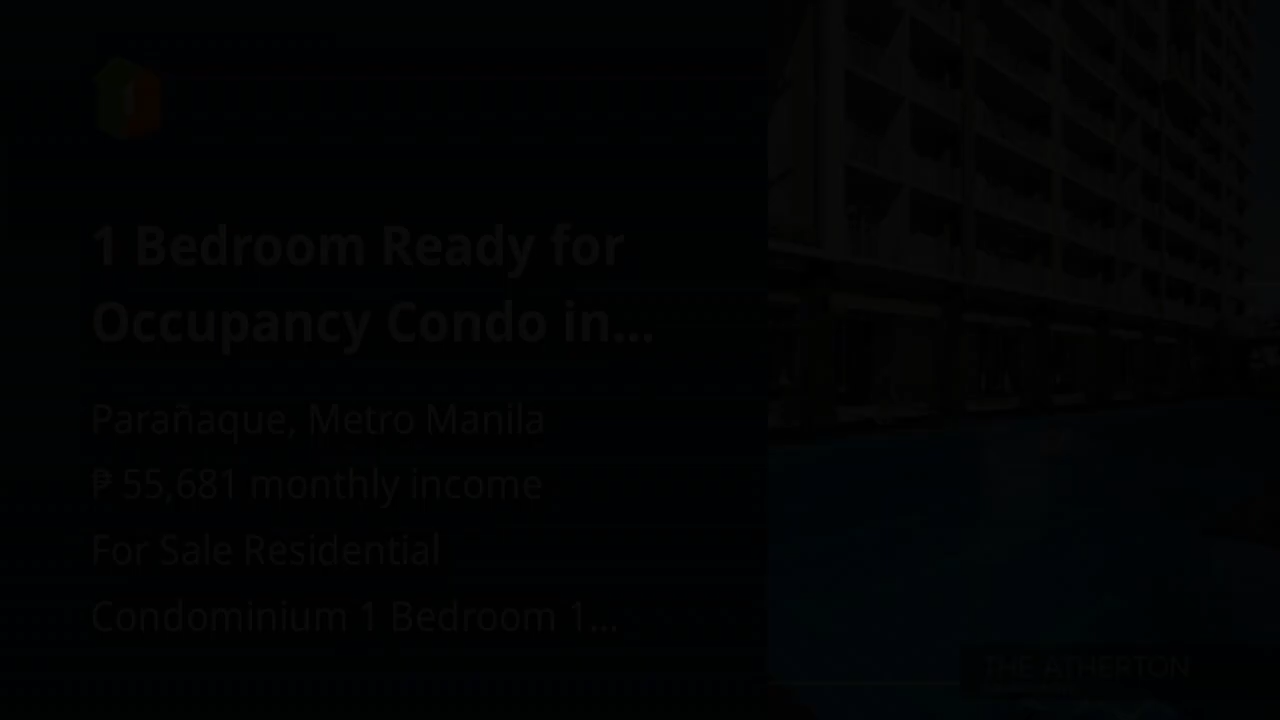 1 Bedroom Ready for
Occupancy Condo in...
Parañaque, Metro Manila
₱ 55,681 monthly income
For Sale Residential
Condominium 1 Bedroom 1...
THE ATHERTON